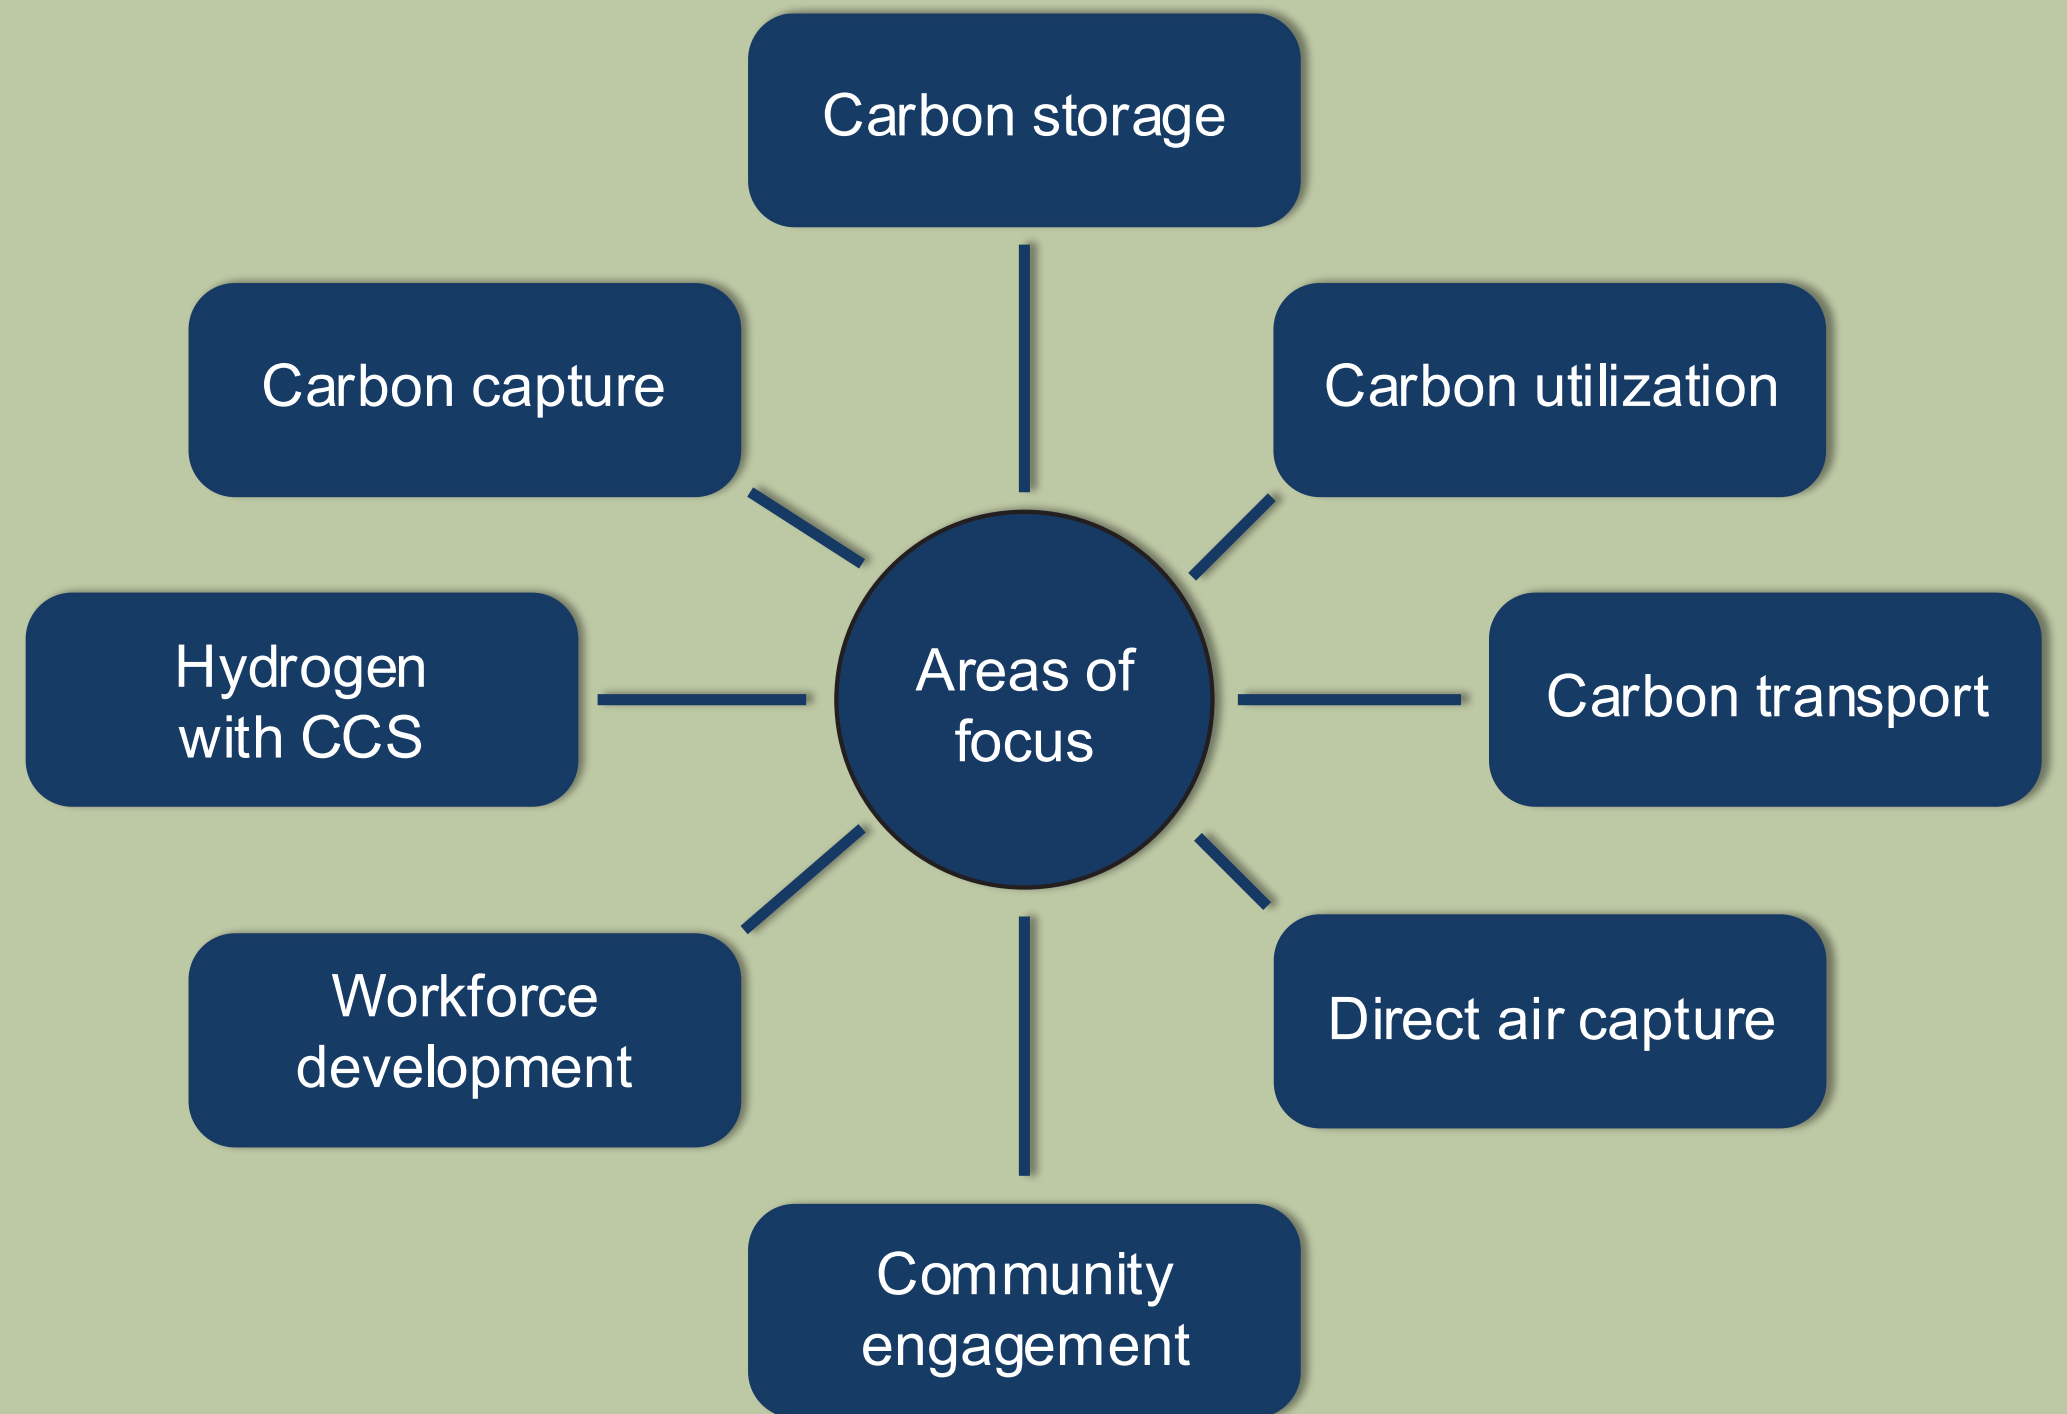 Carbon storage
Carbon capture
Carbon utilization
Hydrogen
with CCS
Areas of
focus
Carbon transport
Workforce
development
Direct air capture
Community
engagement